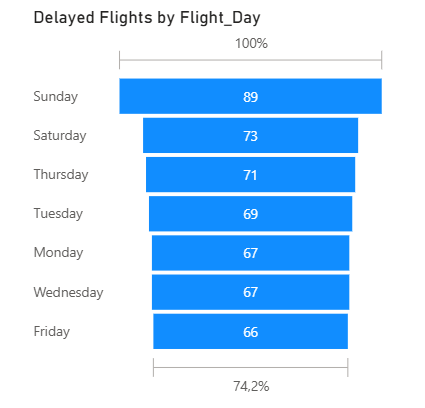 Delayed Flights by Flight_Day
100%
Sunday 89
Saturday 73
Thursday 71
Tuesday 69
Monday 67
Wednesday 67
Friday 66
74,2%